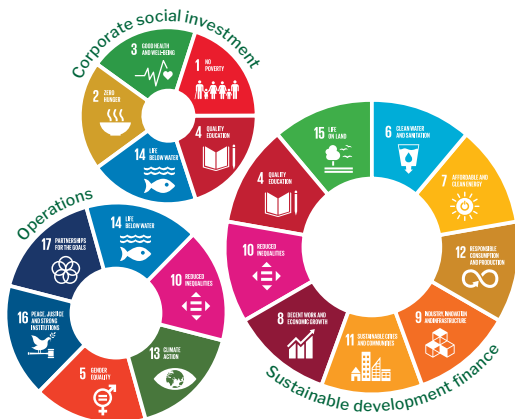 Corporate social investment
3 GOOD HEALTH
AND WELL-BEING
1 NO
POVERTY
2 ZERO
HUNGER
4 QUALITY
EDUCATION
14 LIFE
BELOW WATER
Operations
14 LIFE
BELOW WATER
17 PARTNERSHIPS
FOR THE GOALS
10 REDUCED
INEQUALITIES
16 PEACE, JUSTICE
AND STRONG
INSTITUTIONS
13 CLIMATE
ACTION
5 GENDER
EQUALITY
15 LIFE
ON LAND
6 CLEAN WATER
AND SANITATION
4 QUALITY
EDUCATION
7 AFFORDABLE AND
CLEAN ENERGY
10 REDUCED
INEQUALITIES
12 RESPONSIBLE
CONSUMPTION
AND PRODUCTION
8 DECENT WORK AND
ECONOMIC GROWTH
9 INDUSTRY, INNOVATION
AND INFRASTRUCTURE
11 SUSTAINABLE CITIES
AND COMMUNITIES
Sustainable development finance